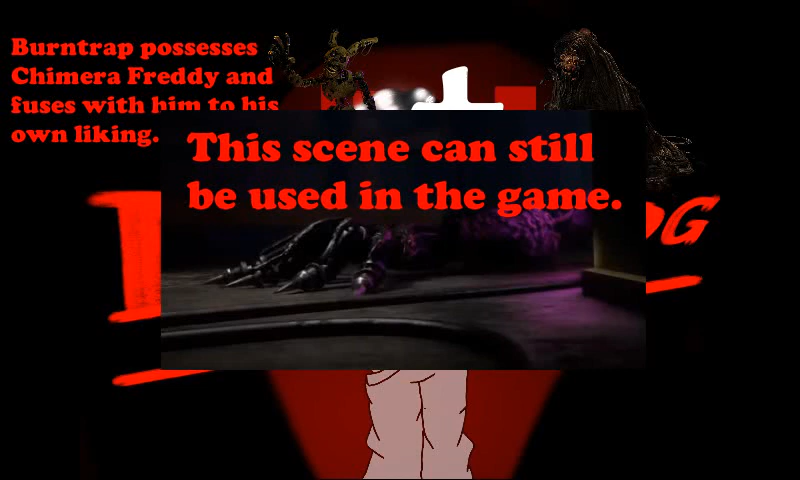 Burntrap possesses
Chimera Freddy and
fuses with him to his
own liking.
This scene can still
be used in the game.
OG